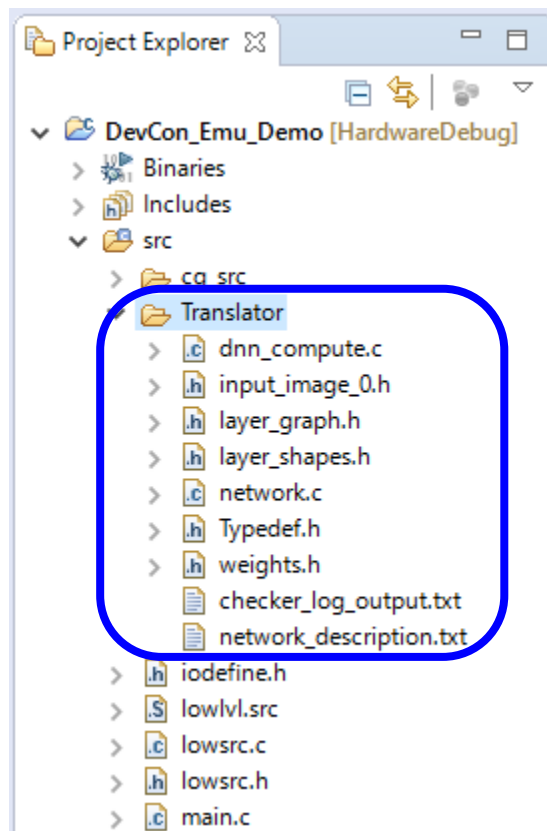 Project Explorer
DevCon_Emu_Demo [HardwareDebug]
Binaries
Includes
src
cg_src
Translator
dnn_compute.c
input_image_0.h
layer_graph.h
layer_shapes.h
network.c
Typedef.h
weights.h
checker_log_output.txt
network_description.txt
iodefine.h
lowlvl.src
lowsrc.c
lowsrc.h
main.c